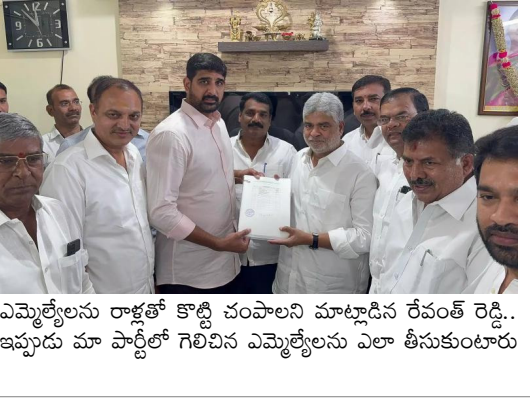 ఎమ్మెల్యేలను రాళ్లతో కొట్టి చంపాలని మాట్లాడిన రేవంత్ రెడ్డి..
ఇప్పుడు మా పార్టీలో గెలిచిన ఎమ్మెల్యేలను ఎలా తీసుకుంటారు